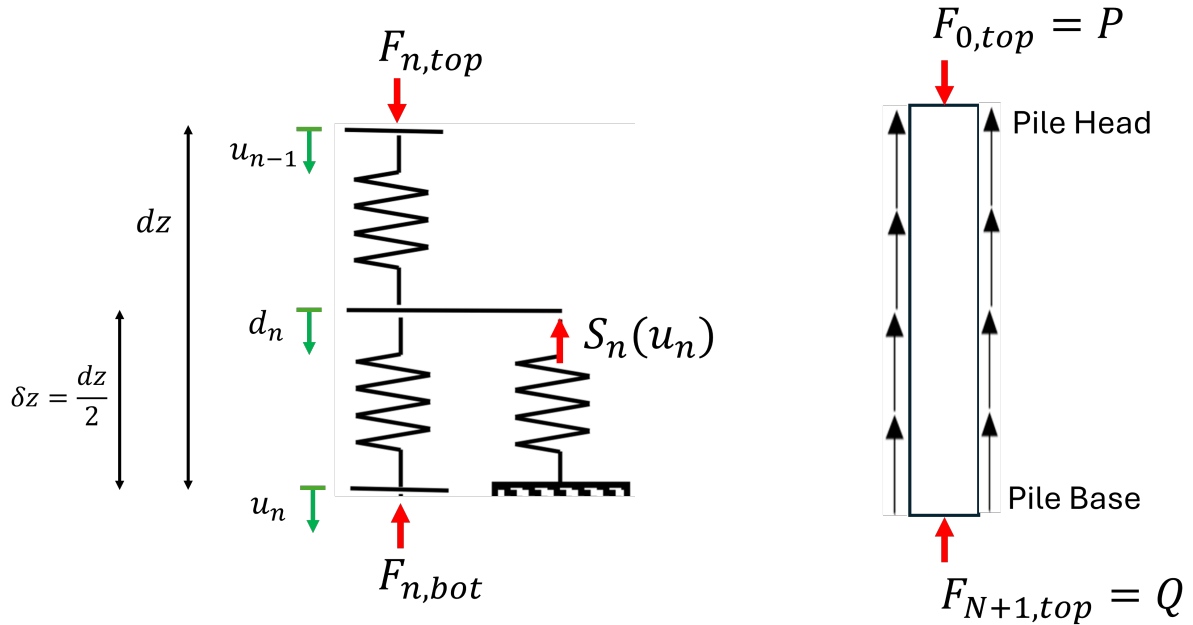 F_{n,top}
u_{n-1}
dz
d_n
S_n(u_n)
δz = dz/2
u_n
F_{n,bot}
F_{0,top} = P
Pile Head
Pile Base
F_{N+1,top} = Q